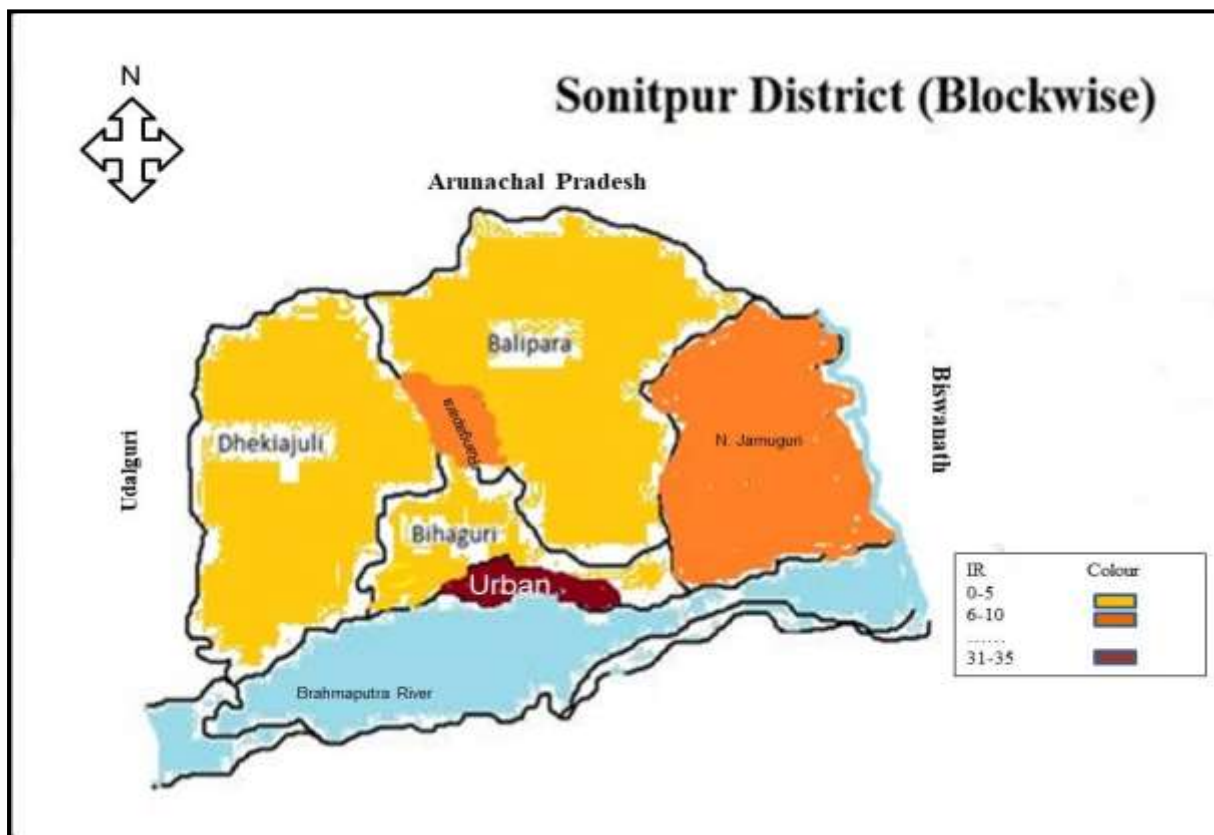 N
Sonitpur District (Blockwise)
Arunachal Pradesh
Balipara
Rangapara
N. Jamuguri
Biswanath
Udalguri
Dhekiajuli
Bihaguri
Urban
Brahmaputra River
IR Colour
0-5
6-10
......
31-35